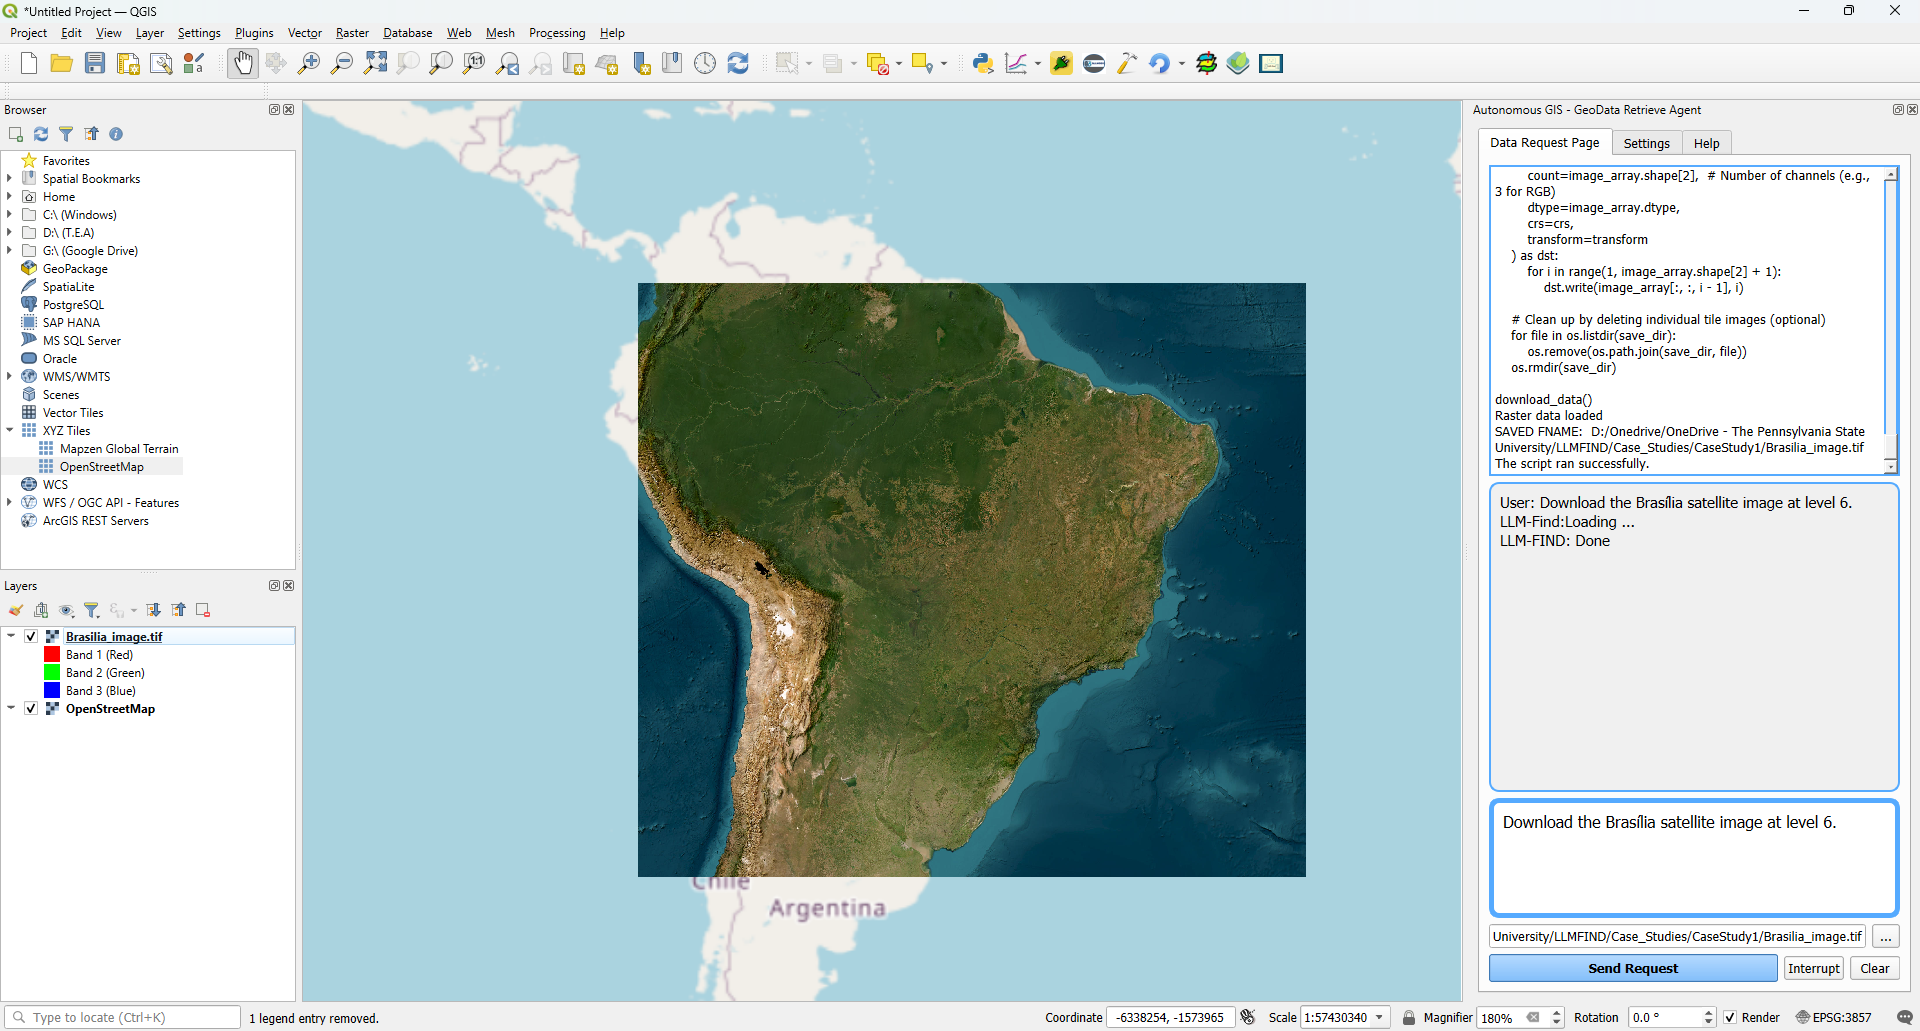 *Untitled Project — QGIS
Project Edit View Layer Settings Plugins Vector Raster Database Web Mesh Processing Help
Browser
Favorites
Spatial Bookmarks
Home
C:\ (Windows)
D:\ (T.E.A)
G:\ (Google Drive)
GeoPackage
SpatiaLite
PostgreSQL
SAP HANA
MS SQL Server
Oracle
WMS/WMTS
Scenes
Vector Tiles
XYZ Tiles
Mapzen Global Terrain
OpenStreetMap
WCS
WFS / OGC API - Features
ArcGIS REST Servers
Layers
Brasilia_image.tif
Band 1 (Red)
Band 2 (Green)
Band 3 (Blue)
OpenStreetMap
Chile
Argentina
Autonomous GIS - GeoData Retrieve Agent
Data Request Page Settings Help
count=image_array.shape[2], # Number of channels (e.g.,
3 for RGB)
dtype=image_array.dtype,
crs=crs,
transform=transform
) as dst:
for i in range(1, image_array.shape[2] + 1):
dst.write(image_array[:, :, i - 1], i)
# Clean up by deleting individual tile images (optional)
for file in os.listdir(save_dir):
os.remove(os.path.join(save_dir, file))
os.rmdir(save_dir)
download_data()
Raster data loaded
SAVED FNAME: D:/Onedrive/OneDrive - The Pennsylvania State
University/LLMFIND/Case_Studies/CaseStudy1/Brasilia_image.tif
The script ran successfully.
User: Download the Brasília satellite image at level 6.
LLM-Find:Loading ...
LLM-FIND: Done
Download the Brasília satellite image at level 6.
University/LLMFIND/Case_Studies/CaseStudy1/Brasilia_image.tif ...
Send Request Interrupt Clear
Type to locate (Ctrl+K) 1 legend entry removed. Coordinate -6338254, -1573965 Scale 1:57430340 Magnifier 180% Rotation 0.0 ° Render EPSG:3857